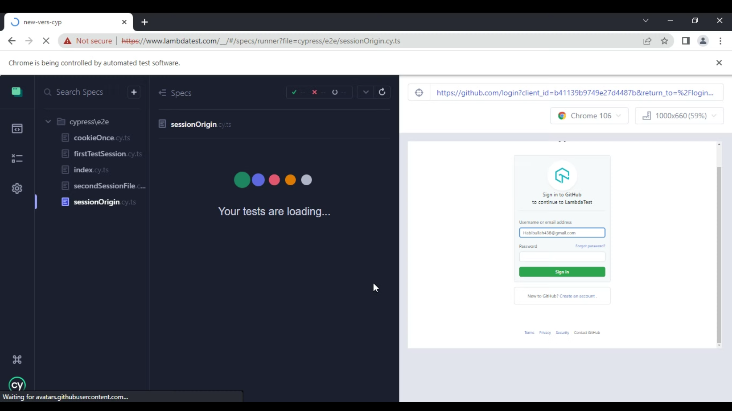 new-vers-cyp
Not secure https://www.lambdatest.com/__/#/specs/runner?file=cypress/e2e/sessionOrigin.cy.ts
Chrome is being controlled by automated test software.
Search Specs
cypress\e2e
cookieOnce.cy.ts
firstTestSession.cy.ts
index.cy.ts
secondSessionFile.c...
sessionOrigin.cy.ts
Specs
sessionOrigin.cy.ts
Your tests are loading...
https://github.com/login?client_id=b41139b9749e27d4487b&return_to=%2Flogin...
Chrome 106
1000x660 (59%)
Sign in to GitHub
to continue to LambdaTest
Username or email address
Password
Forgot password?
Sign in
New to GitHub? Create an account.
Terms Privacy Security Contact GitHub
cy
Waiting for avatars.githubusercontent.com...